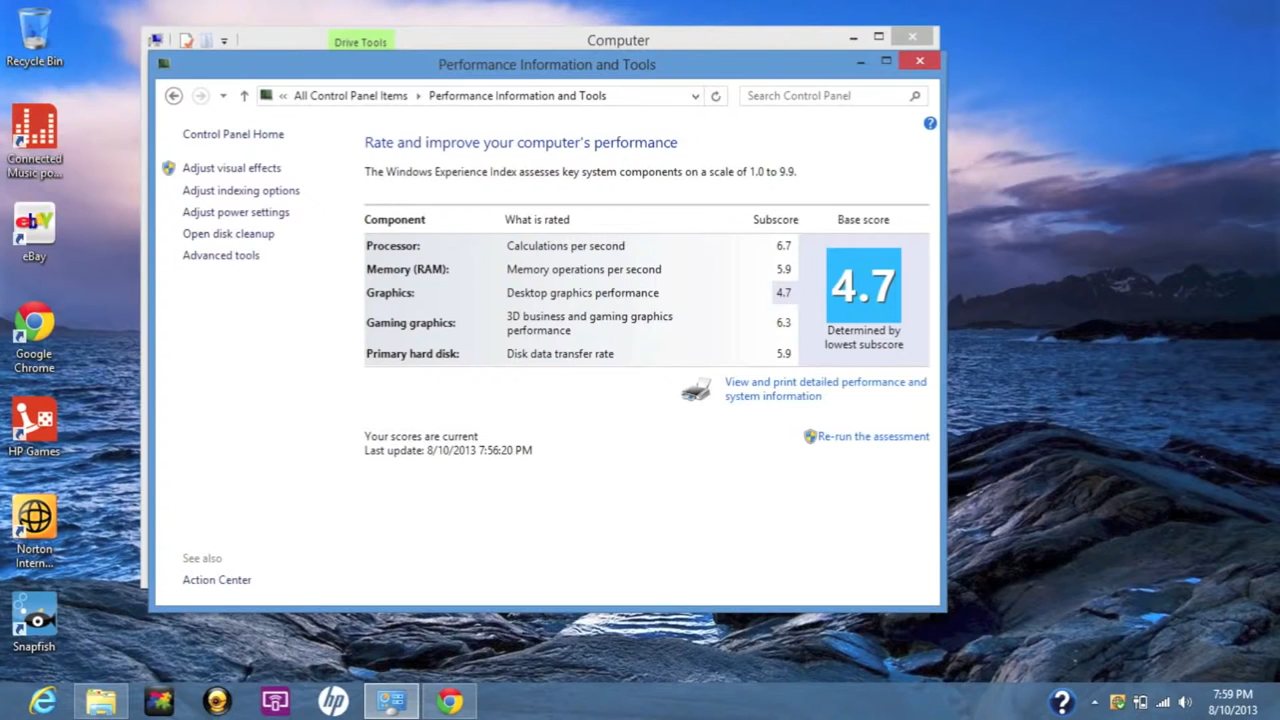 Recycle Bin
Connected
Music po...
ebY
eBay
Google
Chrome
HP Games
Norton
Intern...
Snapfish
Drive Tools
Computer
Performance Information and Tools
« All Control Panel Items ▸ Performance Information and Tools
Search Control Panel
Control Panel Home
Adjust visual effects
Adjust indexing options
Adjust power settings
Open disk cleanup
Advanced tools
See also
Action Center
?
Rate and improve your computer's performance
The Windows Experience Index assesses key system components on a scale of 1.0 to 9.9.
Component What is rated Subscore Base score
Processor: Calculations per second 6.7
Memory (RAM): Memory operations per second 5.9
Graphics: Desktop graphics performance 4.7
Gaming graphics: 3D business and gaming graphics
performance 6.3
Primary hard disk: Disk data transfer rate 5.9
4.7
Determined by
lowest subscore
View and print detailed performance and
system information
Your scores are current
Last update: 8/10/2013 7:56:20 PM
Re-run the assessment
hp
?
7:59 PM
8/10/2013